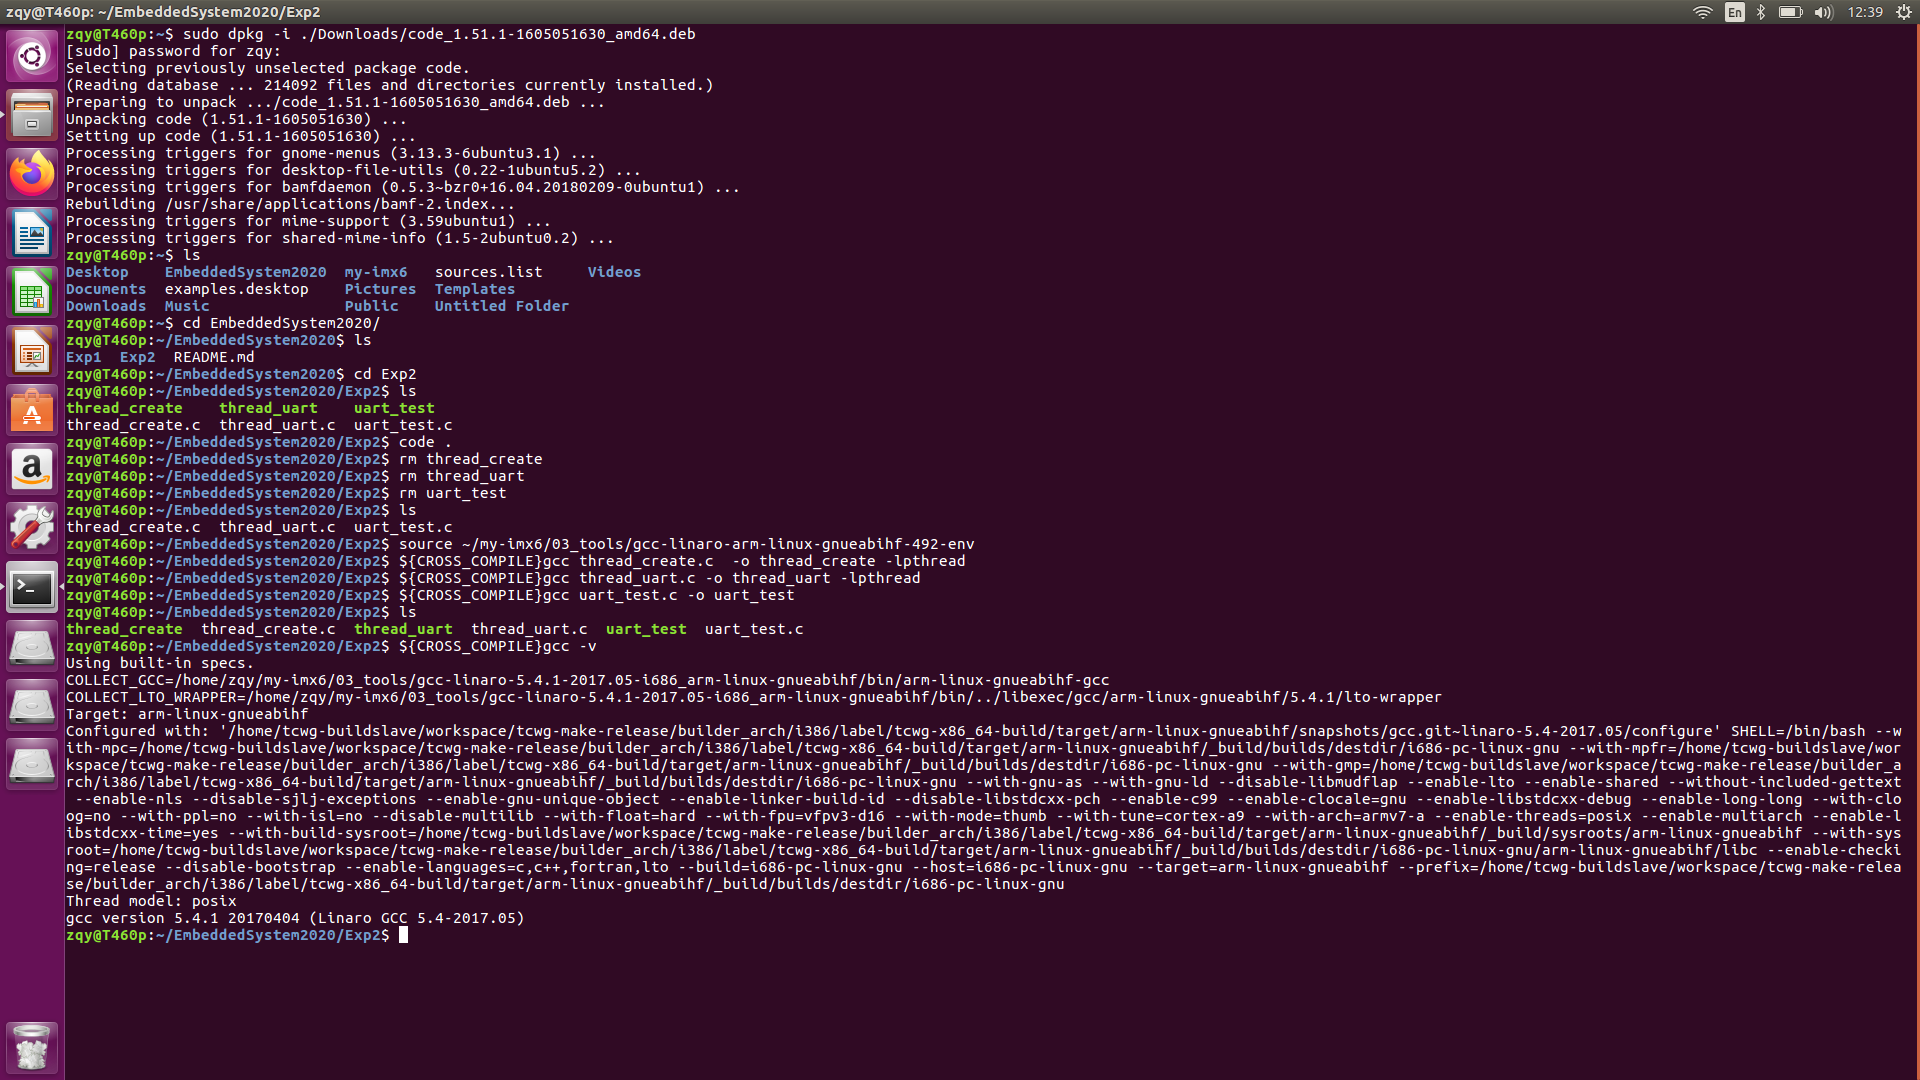 zqy@T460p: ~/EmbeddedSystem2020/Exp2
En
12:39
zqy@T460p:~$ sudo dpkg -i ./Downloads/code_1.51.1-1605051630_amd64.deb
[sudo] password for zqy:
Selecting previously unselected package code.
(Reading database ... 214092 files and directories currently installed.)
Preparing to unpack .../code_1.51.1-1605051630_amd64.deb ...
Unpacking code (1.51.1-1605051630) ...
Setting up code (1.51.1-1605051630) ...
Processing triggers for gnome-menus (3.13.3-6ubuntu3.1) ...
Processing triggers for desktop-file-utils (0.22-1ubuntu5.2) ...
Processing triggers for bamfdaemon (0.5.3~bzr0+16.04.20180209-0ubuntu1) ...
Rebuilding /usr/share/applications/bamf-2.index...
Processing triggers for mime-support (3.59ubuntu1) ...
Processing triggers for shared-mime-info (1.5-2ubuntu0.2) ...
zqy@T460p:~$ ls
Desktop    EmbeddedSystem2020  my-imx6   sources.list     Videos
Documents  examples.desktop    Pictures  Templates
Downloads  Music               Public    Untitled Folder
zqy@T460p:~$ cd EmbeddedSystem2020/
zqy@T460p:~/EmbeddedSystem2020$ ls
Exp1  Exp2  README.md
zqy@T460p:~/EmbeddedSystem2020$ cd Exp2
zqy@T460p:~/EmbeddedSystem2020/Exp2$ ls
thread_create    thread_uart    uart_test
thread_create.c  thread_uart.c  uart_test.c
zqy@T460p:~/EmbeddedSystem2020/Exp2$ code .
zqy@T460p:~/EmbeddedSystem2020/Exp2$ rm thread_create
zqy@T460p:~/EmbeddedSystem2020/Exp2$ rm thread_uart
zqy@T460p:~/EmbeddedSystem2020/Exp2$ rm uart_test
zqy@T460p:~/EmbeddedSystem2020/Exp2$ ls
thread_create.c  thread_uart.c  uart_test.c
zqy@T460p:~/EmbeddedSystem2020/Exp2$ source ~/my-imx6/03_tools/gcc-linaro-arm-linux-gnueabihf-492-env
zqy@T460p:~/EmbeddedSystem2020/Exp2$ ${CROSS_COMPILE}gcc thread_create.c  -o thread_create -lpthread
zqy@T460p:~/EmbeddedSystem2020/Exp2$ ${CROSS_COMPILE}gcc thread_uart.c -o thread_uart -lpthread
zqy@T460p:~/EmbeddedSystem2020/Exp2$ ${CROSS_COMPILE}gcc uart_test.c -o uart_test
zqy@T460p:~/EmbeddedSystem2020/Exp2$ ls
thread_create  thread_create.c  thread_uart  thread_uart.c  uart_test  uart_test.c
zqy@T460p:~/EmbeddedSystem2020/Exp2$ ${CROSS_COMPILE}gcc -v
Using built-in specs.
COLLECT_GCC=/home/zqy/my-imx6/03_tools/gcc-linaro-5.4.1-2017.05-i686_arm-linux-gnueabihf/bin/arm-linux-gnueabihf-gcc
COLLECT_LTO_WRAPPER=/home/zqy/my-imx6/03_tools/gcc-linaro-5.4.1-2017.05-i686_arm-linux-gnueabihf/bin/../libexec/gcc/arm-linux-gnueabihf/5.4.1/lto-wrapper
Target: arm-linux-gnueabihf
Configured with: '/home/tcwg-buildslave/workspace/tcwg-make-release/builder_arch/i386/label/tcwg-x86_64-build/target/arm-linux-gnueabihf/snapshots/gcc.git~linaro-5.4-2017.05/configure' SHELL=/bin/bash --w
ith-mpc=/home/tcwg-buildslave/workspace/tcwg-make-release/builder_arch/i386/label/tcwg-x86_64-build/target/arm-linux-gnueabihf/_build/builds/destdir/i686-pc-linux-gnu --with-mpfr=/home/tcwg-buildslave/wor
kspace/tcwg-make-release/builder_arch/i386/label/tcwg-x86_64-build/target/arm-linux-gnueabihf/_build/builds/destdir/i686-pc-linux-gnu --with-gmp=/home/tcwg-buildslave/workspace/tcwg-make-release/builder_a
rch/i386/label/tcwg-x86_64-build/target/arm-linux-gnueabihf/_build/builds/destdir/i686-pc-linux-gnu --with-gnu-as --with-gnu-ld --disable-libmudflap --enable-lto --enable-shared --without-included-gettext
 --enable-nls --disable-sjlj-exceptions --enable-gnu-unique-object --enable-linker-build-id --disable-libstdcxx-pch --enable-c99 --enable-clocale=gnu --enable-libstdcxx-debug --enable-long-long --with-clo
og=no --with-ppl=no --with-isl=no --disable-multilib --with-float=hard --with-fpu=vfpv3-d16 --with-mode=thumb --with-tune=cortex-a9 --with-arch=armv7-a --enable-threads=posix --enable-multiarch --enable-l
ibstdcxx-time=yes --with-build-sysroot=/home/tcwg-buildslave/workspace/tcwg-make-release/builder_arch/i386/label/tcwg-x86_64-build/target/arm-linux-gnueabihf/_build/sysroots/arm-linux-gnueabihf --with-sys
root=/home/tcwg-buildslave/workspace/tcwg-make-release/builder_arch/i386/label/tcwg-x86_64-build/target/arm-linux-gnueabihf/_build/builds/destdir/i686-pc-linux-gnu/arm-linux-gnueabihf/libc --enable-checki
ng=release --disable-bootstrap --enable-languages=c,c++,fortran,lto --build=i686-pc-linux-gnu --host=i686-pc-linux-gnu --target=arm-linux-gnueabihf --prefix=/home/tcwg-buildslave/workspace/tcwg-make-relea
se/builder_arch/i386/label/tcwg-x86_64-build/target/arm-linux-gnueabihf/_build/builds/destdir/i686-pc-linux-gnu
Thread model: posix
gcc version 5.4.1 20170404 (Linaro GCC 5.4-2017.05)
zqy@T460p:~/EmbeddedSystem2020/Exp2$